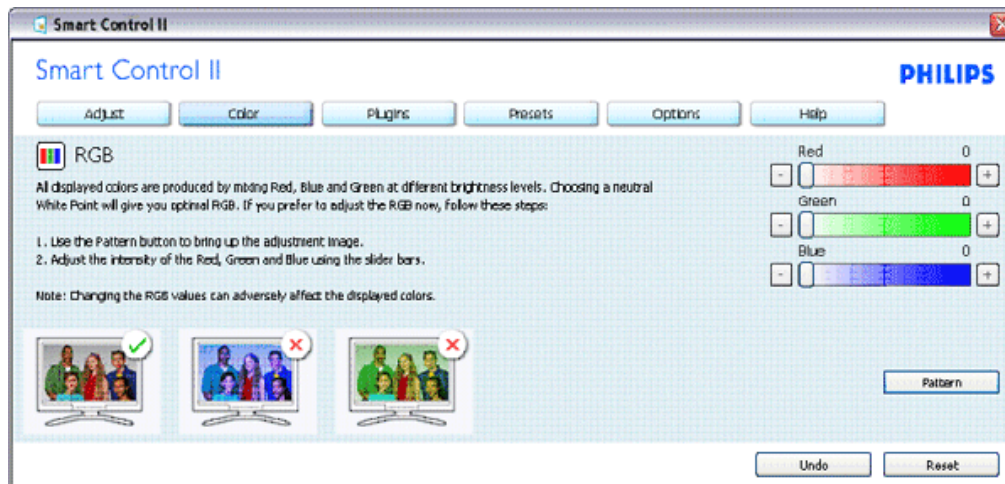 Smart Control II
Smart Control II
PHILIPS
Adjust Color Plugins Presets Options Help
RGB
All displayed colors are produced by mixing Red, Blue and Green at different brightness levels. Choosing a neutral
White Point will give you optimal RGB. If you prefer to adjust the RGB now, follow these steps:
1. Use the Pattern button to bring up the adjustment image.
2. Adjust the intensity of the Red, Green and Blue using the slider bars.
Note: Changing the RGB values can adversely affect the displayed colors.
Red 0
- +
Green 0
- +
Blue 0
- +
Pattern
Undo Reset